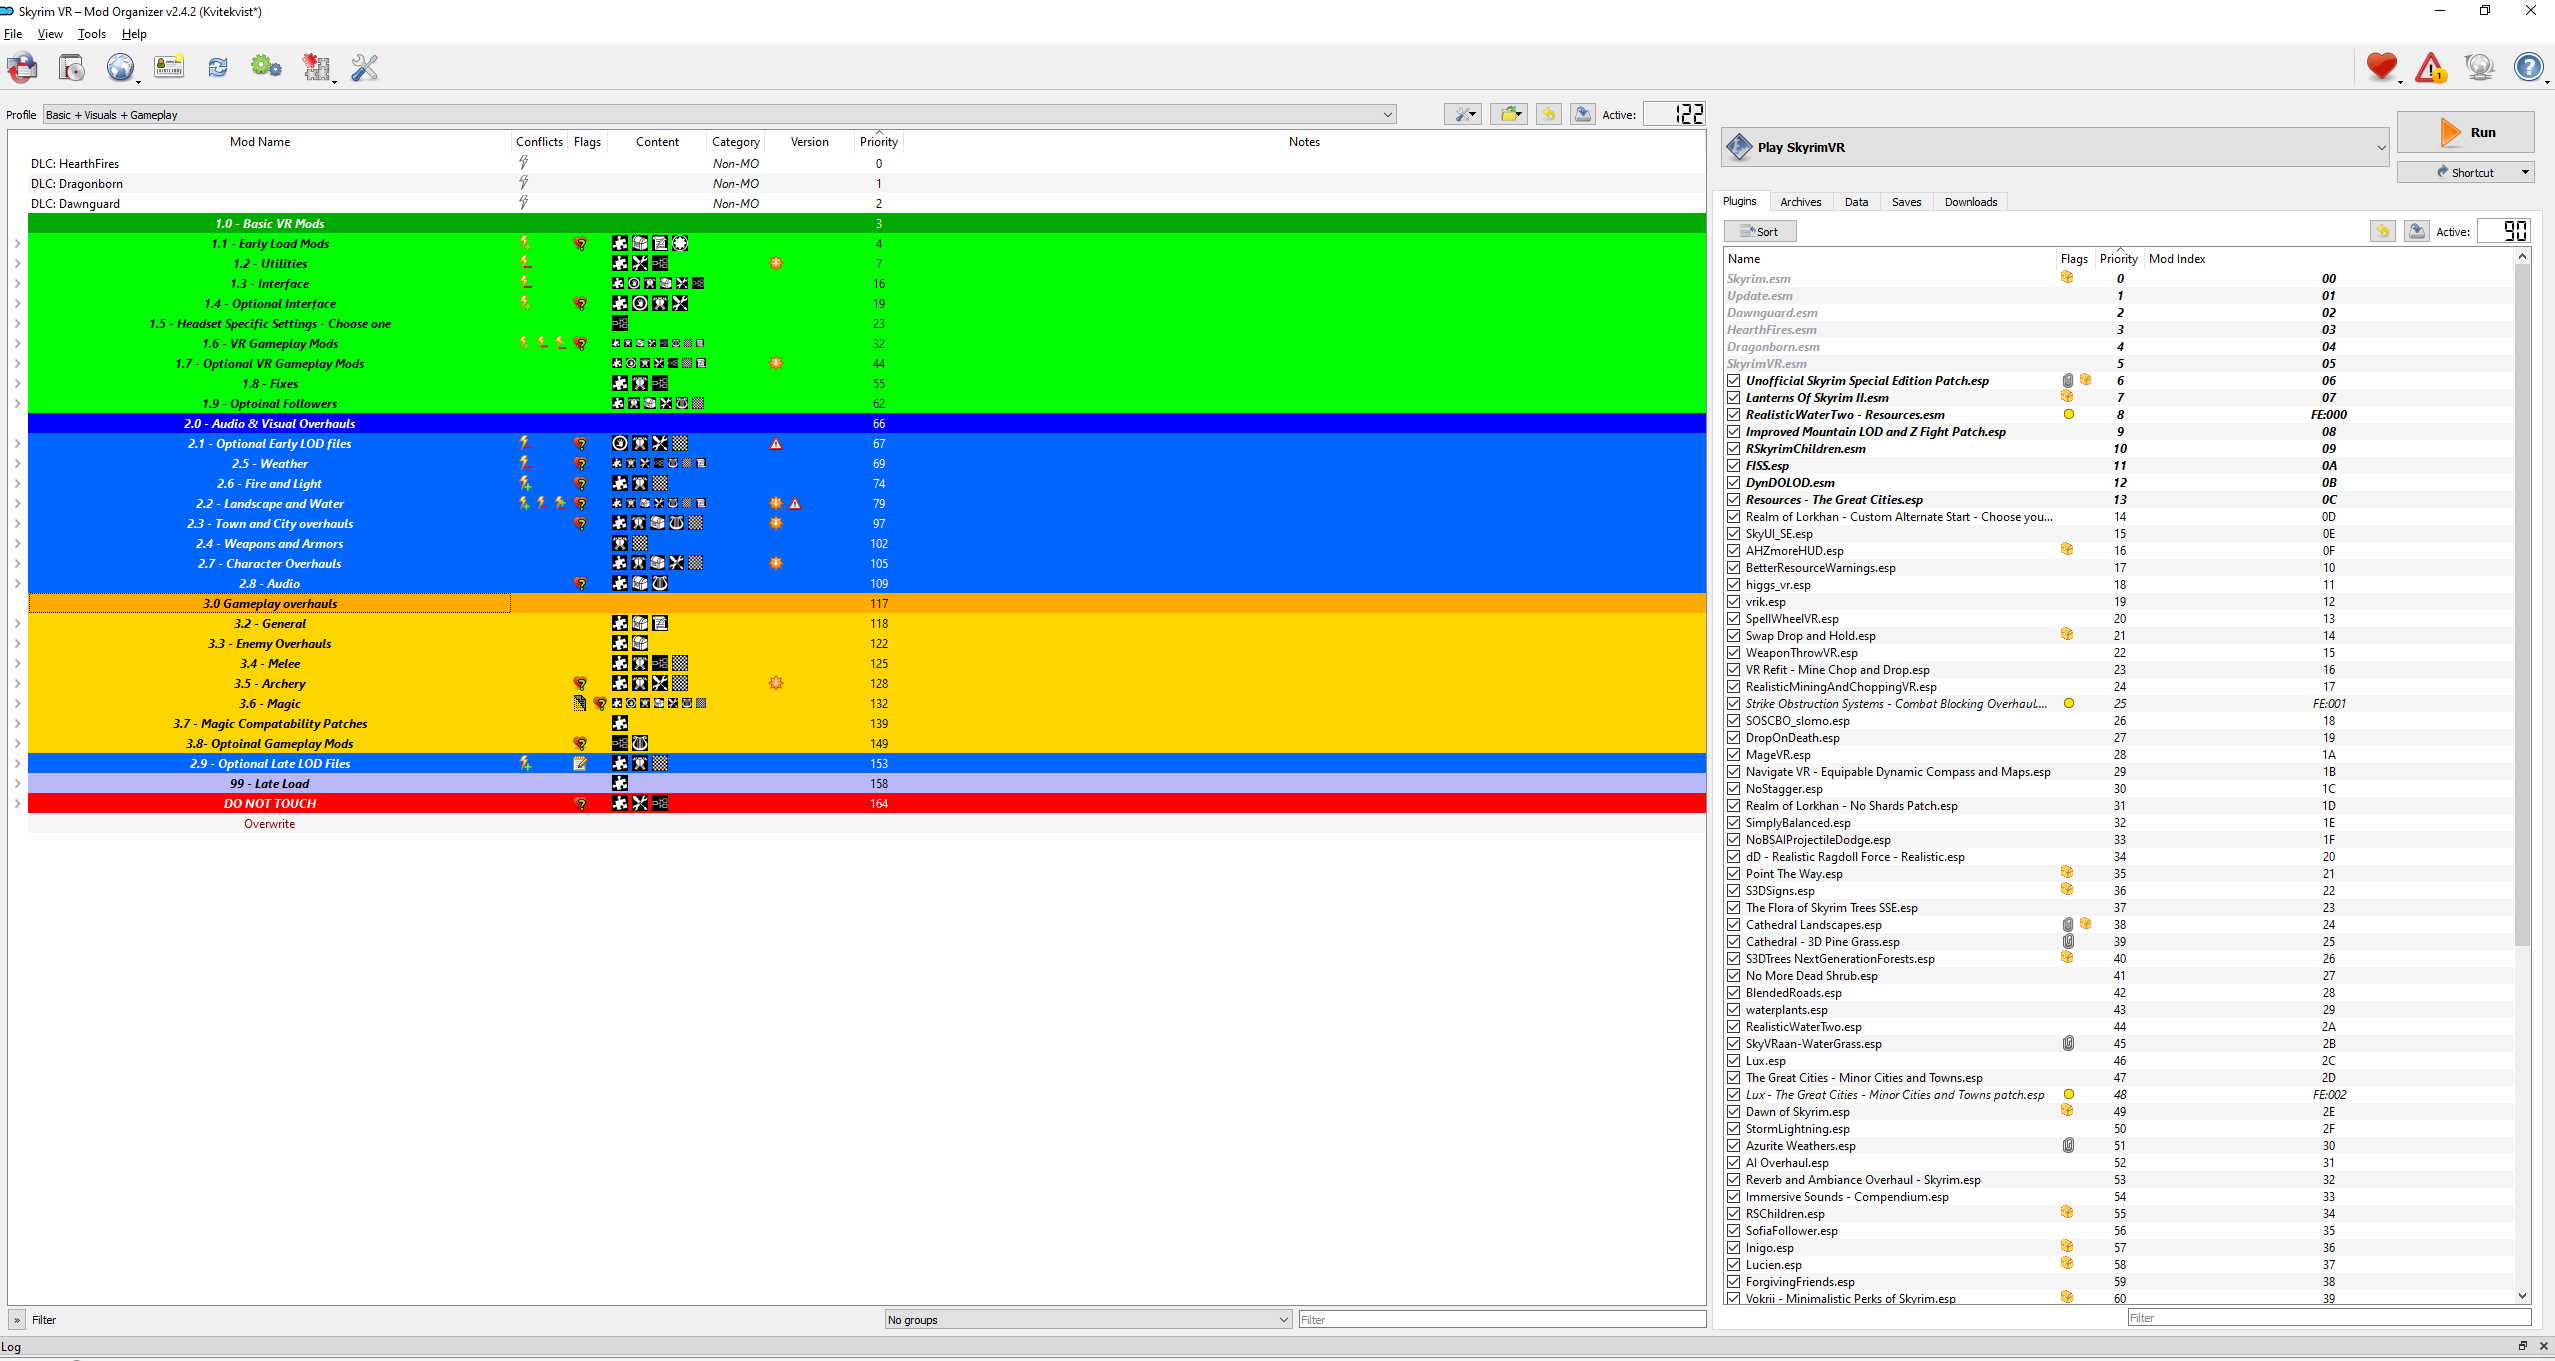 Skyrim VR – Mod Organizer v2.4.2 (Kvitekvist*)
File View Tools Help
Profile Basic + Visuals + Gameplay Active: 122
Mod Name Conflicts Flags Content Category Version Priority Notes
DLC: HearthFires Non-MO 0
DLC: Dragonborn Non-MO 1
DLC: Dawnguard Non-MO 2
1.0 - Basic VR Mods 3
1.1 - Early Load Mods 4
1.2 - Utilities 7
1.3 - Interface 16
1.4 - Optional Interface 19
1.5 - Headset Specific Settings - Choose one 23
1.6 - VR Gameplay Mods 32
1.7 - Optional VR Gameplay Mods 44
1.8 - Fixes 55
1.9 - Optoinal Followers 62
2.0 - Audio & Visual Overhauls 66
2.1 - Optional Early LOD files 67
2.5 - Weather 69
2.6 - Fire and Light 74
2.2 - Landscape and Water 79
2.3 - Town and City overhauls 97
2.4 - Weapons and Armors 102
2.7 - Character Overhauls 105
2.8 - Audio 109
3.0 Gameplay overhauls 117
3.2 - General 118
3.3 - Enemy Overhauls 122
3.4 - Melee 125
3.5 - Archery 128
3.6 - Magic 132
3.7 - Magic Compatability Patches 139
3.8- Optoinal Gameplay Mods 149
2.9 - Optional Late LOD Files 153
99 - Late Load 158
DO NOT TOUCH 164
Overwrite
» Filter No groups Filter
Log
Play SkyrimVR
Run
Shortcut
Plugins Archives Data Saves Downloads
Sort Active: 90
Name Flags Priority Mod Index
Skyrim.esm 0 00
Update.esm 1 01
Dawnguard.esm 2 02
HearthFires.esm 3 03
Dragonborn.esm 4 04
SkyrimVR.esm 5 05
Unofficial Skyrim Special Edition Patch.esp 6 06
Lanterns Of Skyrim II.esm 7 07
RealisticWaterTwo - Resources.esm 8 FE:000
Improved Mountain LOD and Z Fight Patch.esp 9 08
RSkyrimChildren.esm 10 09
FISS.esp 11 0A
DynDOLOD.esm 12 0B
Resources - The Great Cities.esp 13 0C
Realm of Lorkhan - Custom Alternate Start - Choose you... 14 0D
SkyUI_SE.esp 15 0E
AHZmoreHUD.esp 16 0F
BetterResourceWarnings.esp 17 10
higgs_vr.esp 18 11
vrik.esp 19 12
SpellWheelVR.esp 20 13
Swap Drop and Hold.esp 21 14
WeaponThrowVR.esp 22 15
VR Refit - Mine Chop and Drop.esp 23 16
RealisticMiningAndChoppingVR.esp 24 17
Strike Obstruction Systems - Combat Blocking Overhaul.... 25 FE:001
SOSCBO_slomo.esp 26 18
DropOnDeath.esp 27 19
MageVR.esp 28 1A
Navigate VR - Equipable Dynamic Compass and Maps.esp 29 1B
NoStagger.esp 30 1C
Realm of Lorkhan - No Shards Patch.esp 31 1D
SimplyBalanced.esp 32 1E
NoBSAIProjectileDodge.esp 33 1F
dD - Realistic Ragdoll Force - Realistic.esp 34 20
Point The Way.esp 35 21
S3DSigns.esp 36 22
The Flora of Skyrim Trees SSE.esp 37 23
Cathedral Landscapes.esp 38 24
Cathedral - 3D Pine Grass.esp 39 25
S3DTrees NextGenerationForests.esp 40 26
No More Dead Shrub.esp 41 27
BlendedRoads.esp 42 28
waterplants.esp 43 29
RealisticWaterTwo.esp 44 2A
SkyVRaan-WaterGrass.esp 45 2B
Lux.esp 46 2C
The Great Cities - Minor Cities and Towns.esp 47 2D
Lux - The Great Cities - Minor Cities and Towns patch.esp 48 FE:002
Dawn of Skyrim.esp 49 2E
StormLightning.esp 50 2F
Azurite Weathers.esp 51 30
AI Overhaul.esp 52 31
Reverb and Ambiance Overhaul - Skyrim.esp 53 32
Immersive Sounds - Compendium.esp 54 33
RSChildren.esp 55 34
SofiaFollower.esp 56 35
Inigo.esp 57 36
Lucien.esp 58 37
ForgivingFriends.esp 59 38
Vokrii - Minimalistic Perks of Skyrim.esp 60 39
Filter